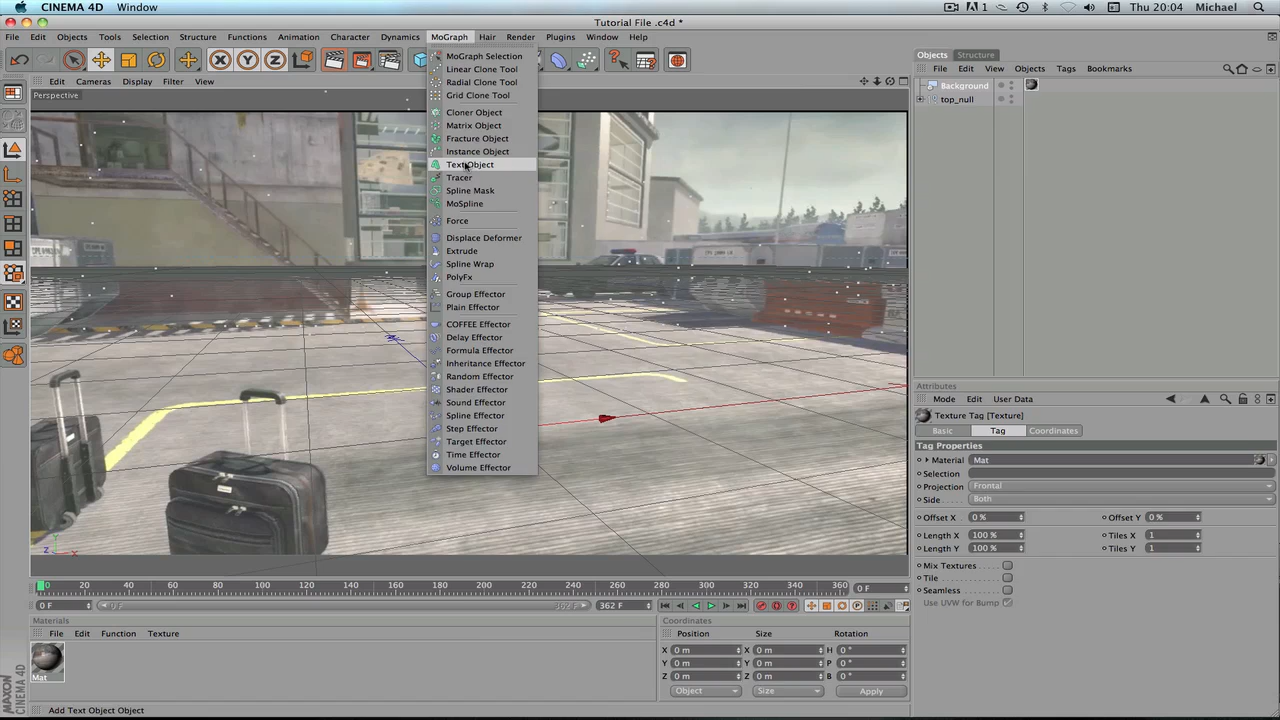 CINEMA 4D Window
1 Thu 20:04 Michael
Tutorial File .c4d *
File Edit Objects Tools Selection Structure Functions Animation Character Dynamics MoGraph Hair Render Plugins Window Help
Edit Cameras Display Filter View
Perspective
MoGraph Selection
Linear Clone Tool
Radial Clone Tool
Grid Clone Tool
Cloner Object
Matrix Object
Fracture Object
Instance Object
Text Object
Tracer
Spline Mask
MoSpline
Force
Displace Deformer
Extrude
Spline Wrap
PolyFx
Group Effector
Plain Effector
COFFEE Effector
Delay Effector
Formula Effector
Inheritance Effector
Random Effector
Shader Effector
Sound Effector
Spline Effector
Step Effector
Target Effector
Time Effector
Volume Effector
Objects Structure
File Edit View Objects Tags Bookmarks
Background
top_null
Attributes
Mode Edit User Data
Texture Tag [Texture]
Basic Tag Coordinates
Tag Properties
Material Mat
Selection
Projection Frontal
Side Both
Offset X 0 % Offset Y 0 %
Length X 100 % Tiles X 1
Length Y 100 % Tiles Y 1
Mix Textures
Tile
Seamless
Use UVW for Bump
Y
Z X
0 20 40 60 80 100 120 140 160 180 200 220 240 260 280 300 320 340 360 0 F
0 F 0 F 362 F 362 F
Materials
File Edit Function Texture
Mat
Coordinates
Position Size Rotation
X 0 m X 0 m H 0 °
Y 0 m Y 0 m P 0 °
Z 0 m Z 0 m B 0 °
Object Size Apply
MAXON
CINEMA 4D
Add Text Object Object